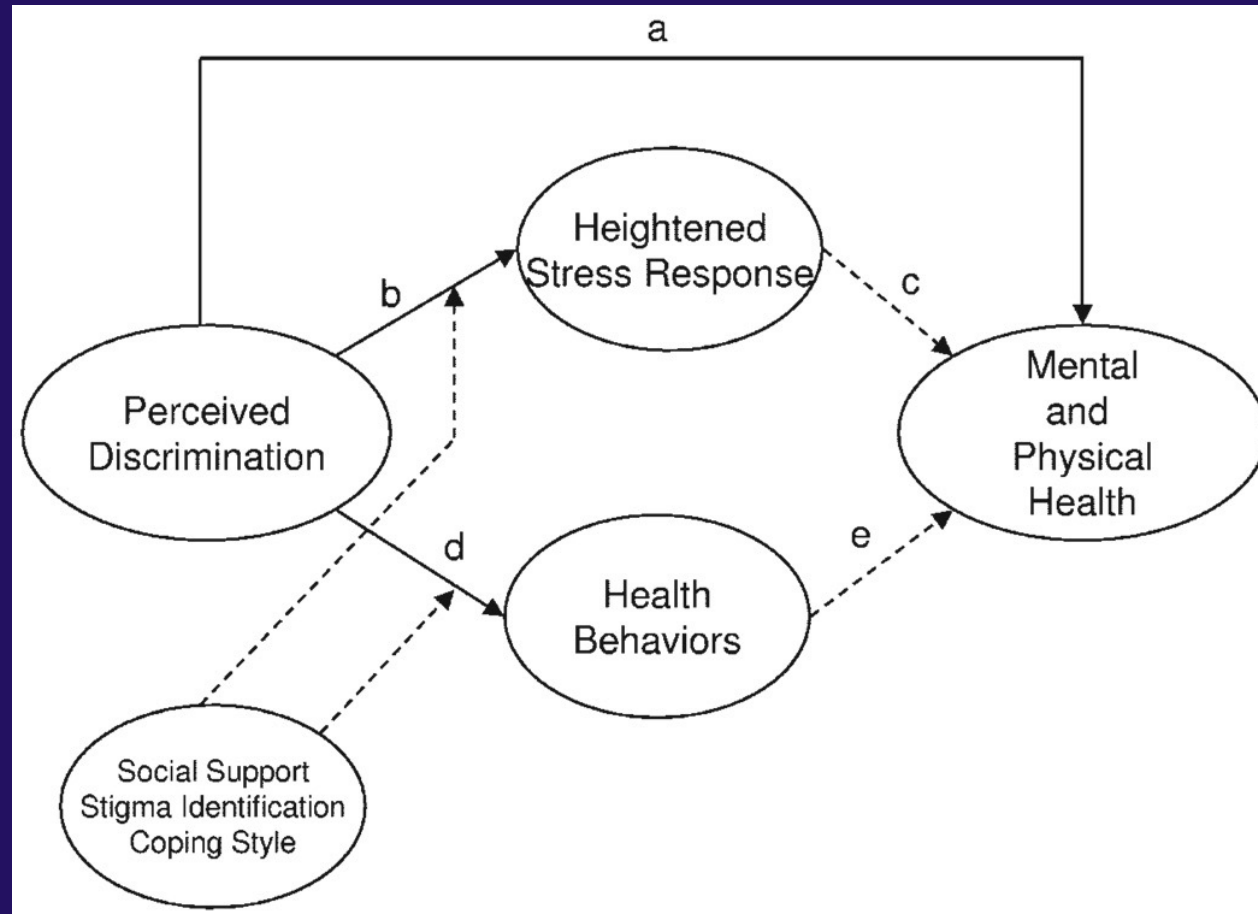 a
Heightened
Stress Response
b
c
Perceived
Discrimination
Mental
and
Physical
Health
d
e
Health
Behaviors
Social Support
Stigma Identification
Coping Style